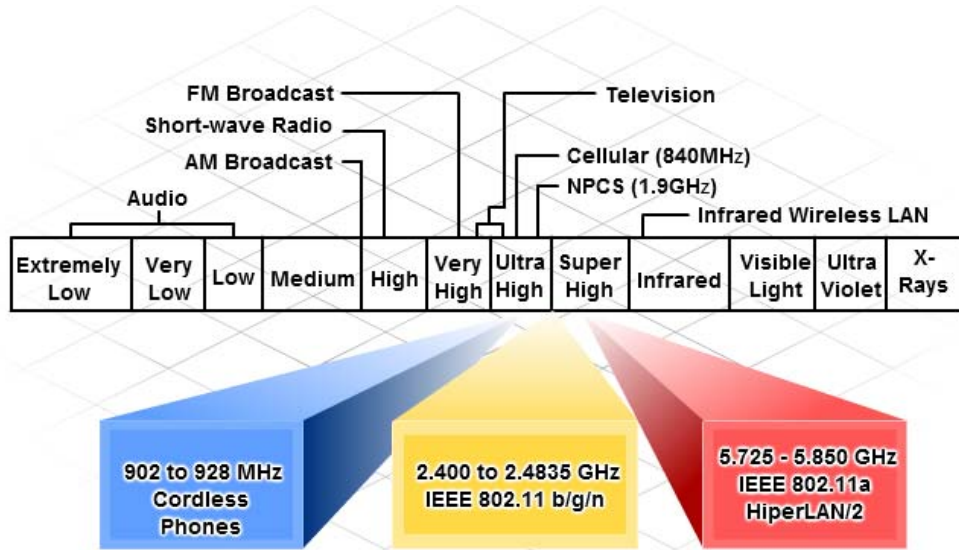 FM Broadcast
Television
Short-wave Radio
AM Broadcast
Cellular (840MHz)
NPCS (1.9GHz)
Audio
Infrared Wireless LAN
Extremely
Low
Very
Low
Low
Medium
High
Very
High
Ultra
High
Super
High
Infrared
Visible
Light
Ultra
Violet
X-
Rays
902 to 928 MHz
Cordless
Phones
2.400 to 2.4835 GHz
IEEE 802.11 b/g/n
5.725 - 5.850 GHz
IEEE 802.11a
HiperLAN/2